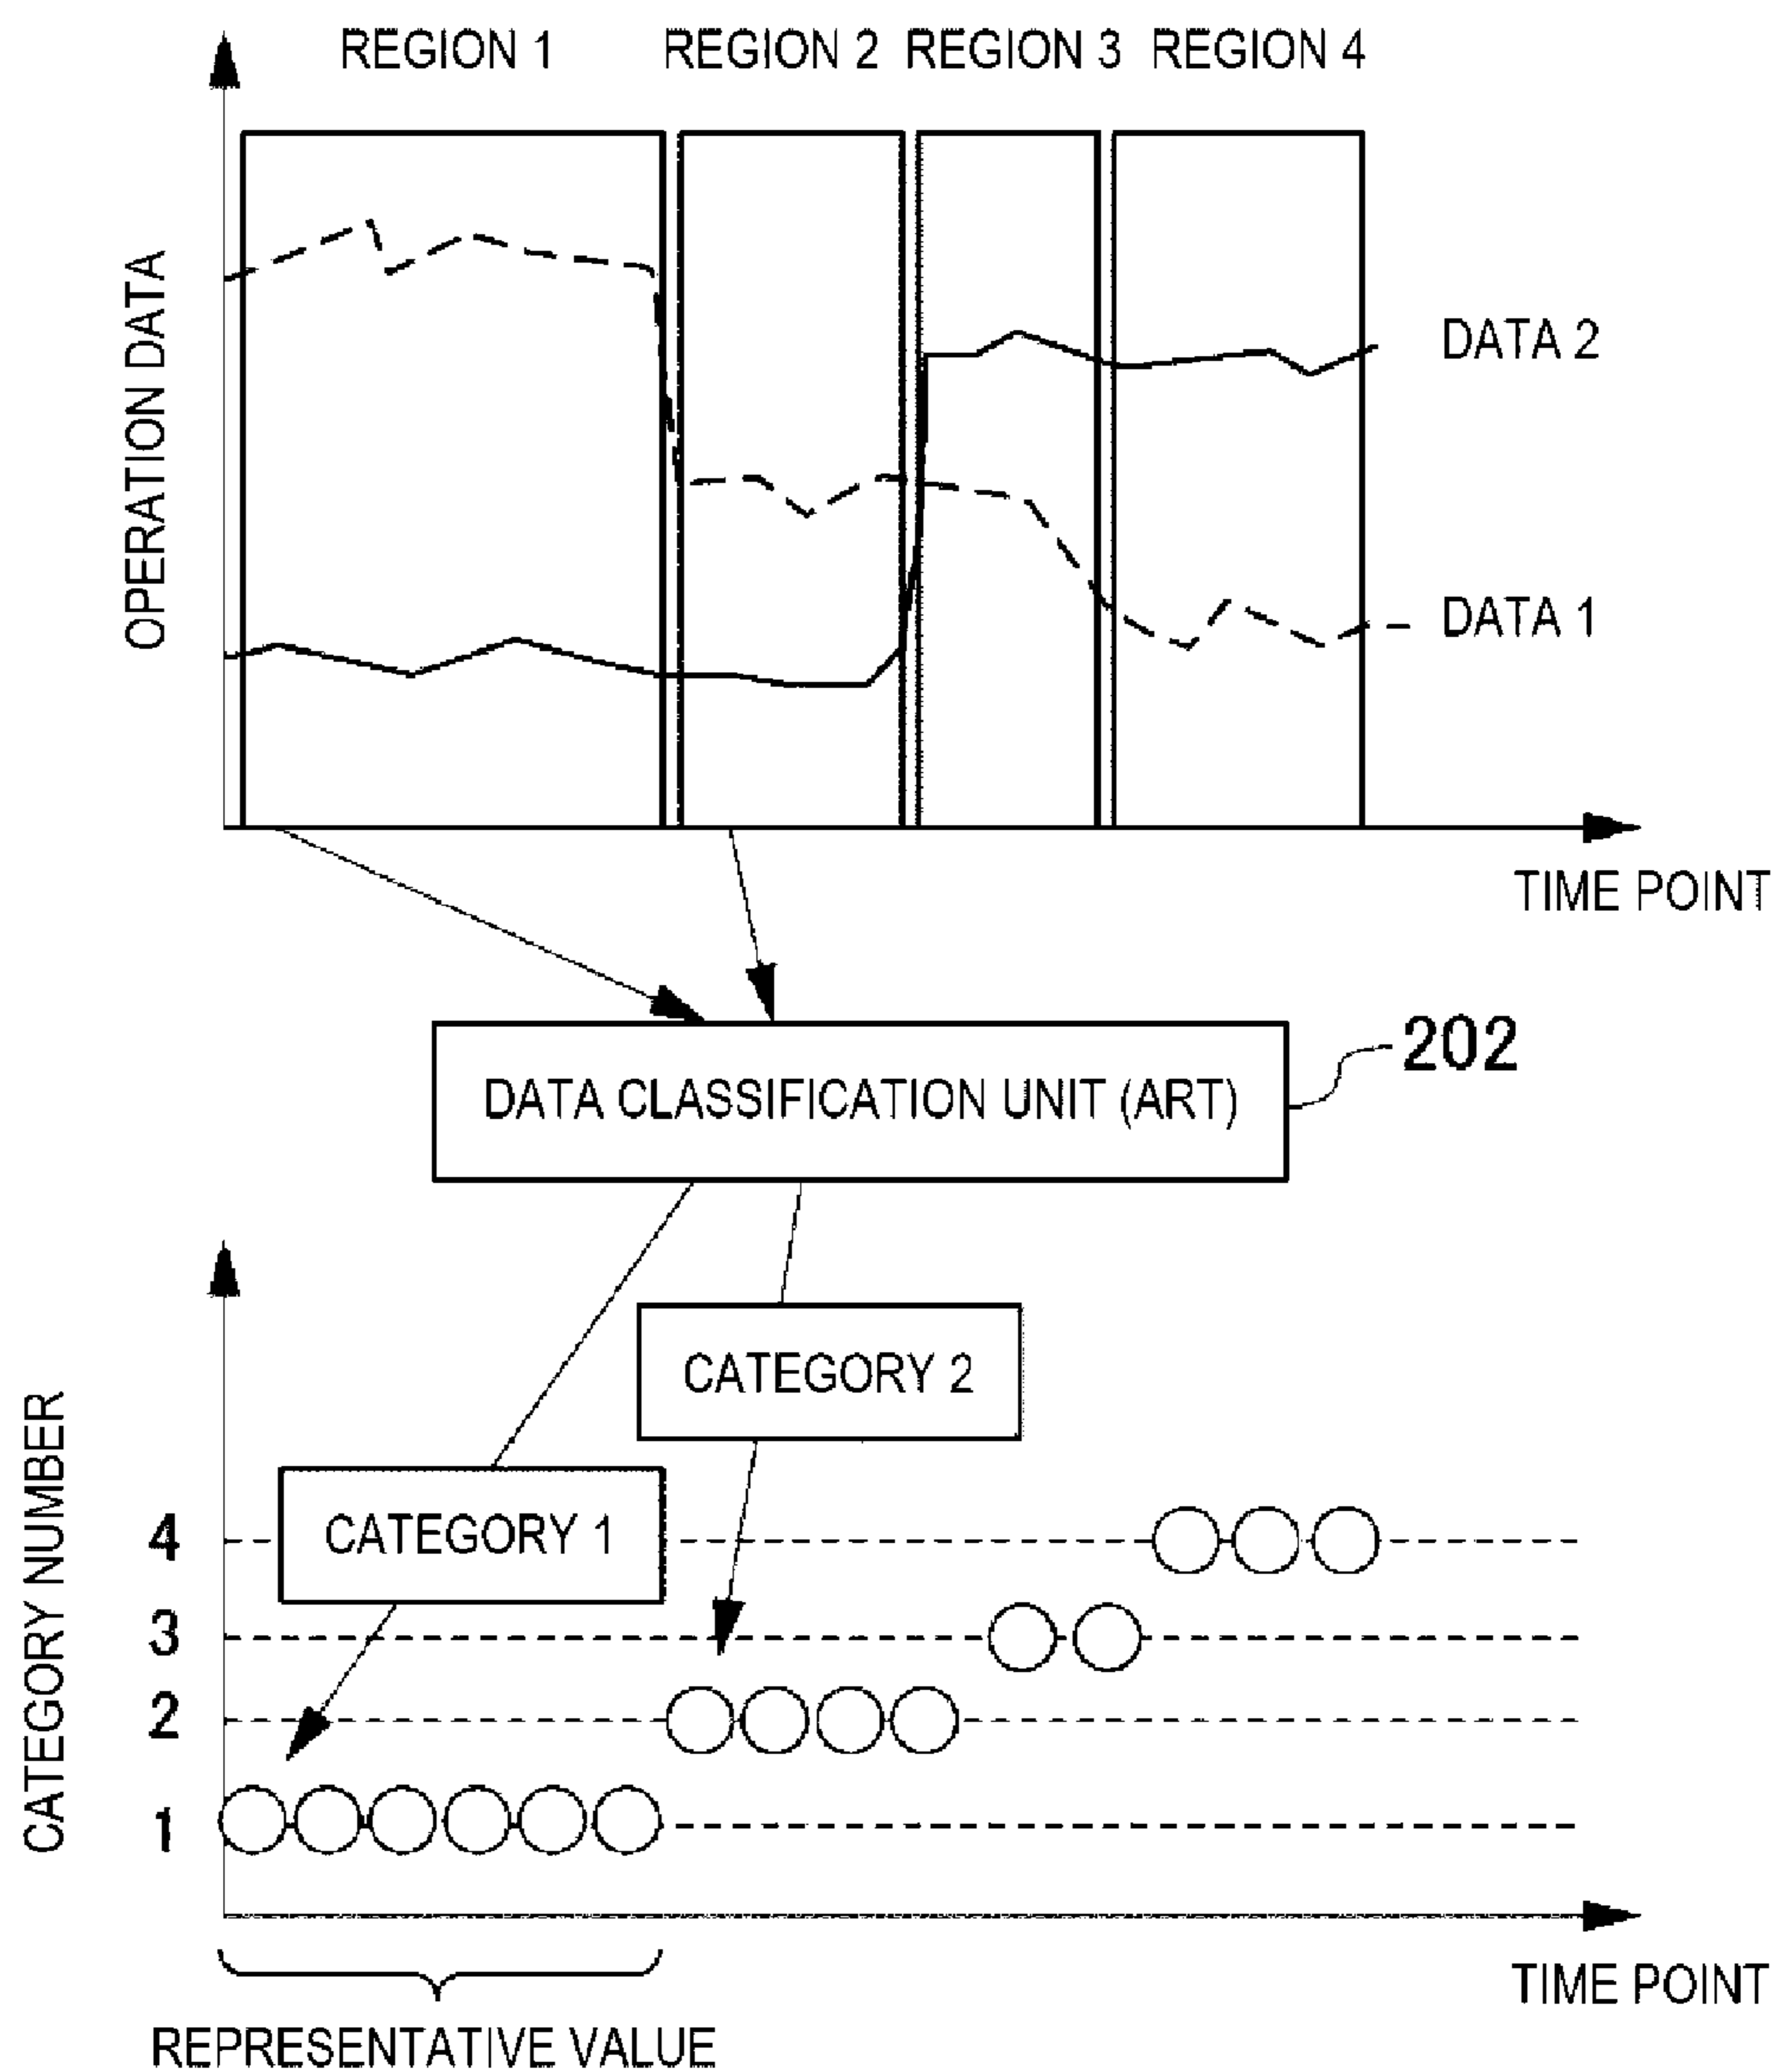 REGION 1
REGION 2
REGION 3
REGION 4
OPERATION DATA
DATA 2
DATA 1
TIME POINT
202
DATA CLASSIFICATION UNIT (ART)
CATEGORY 2
CATEGORY 1
CATEGORY NUMBER
4
3
2
1
TIME POINT
REPRESENTATIVE VALUE